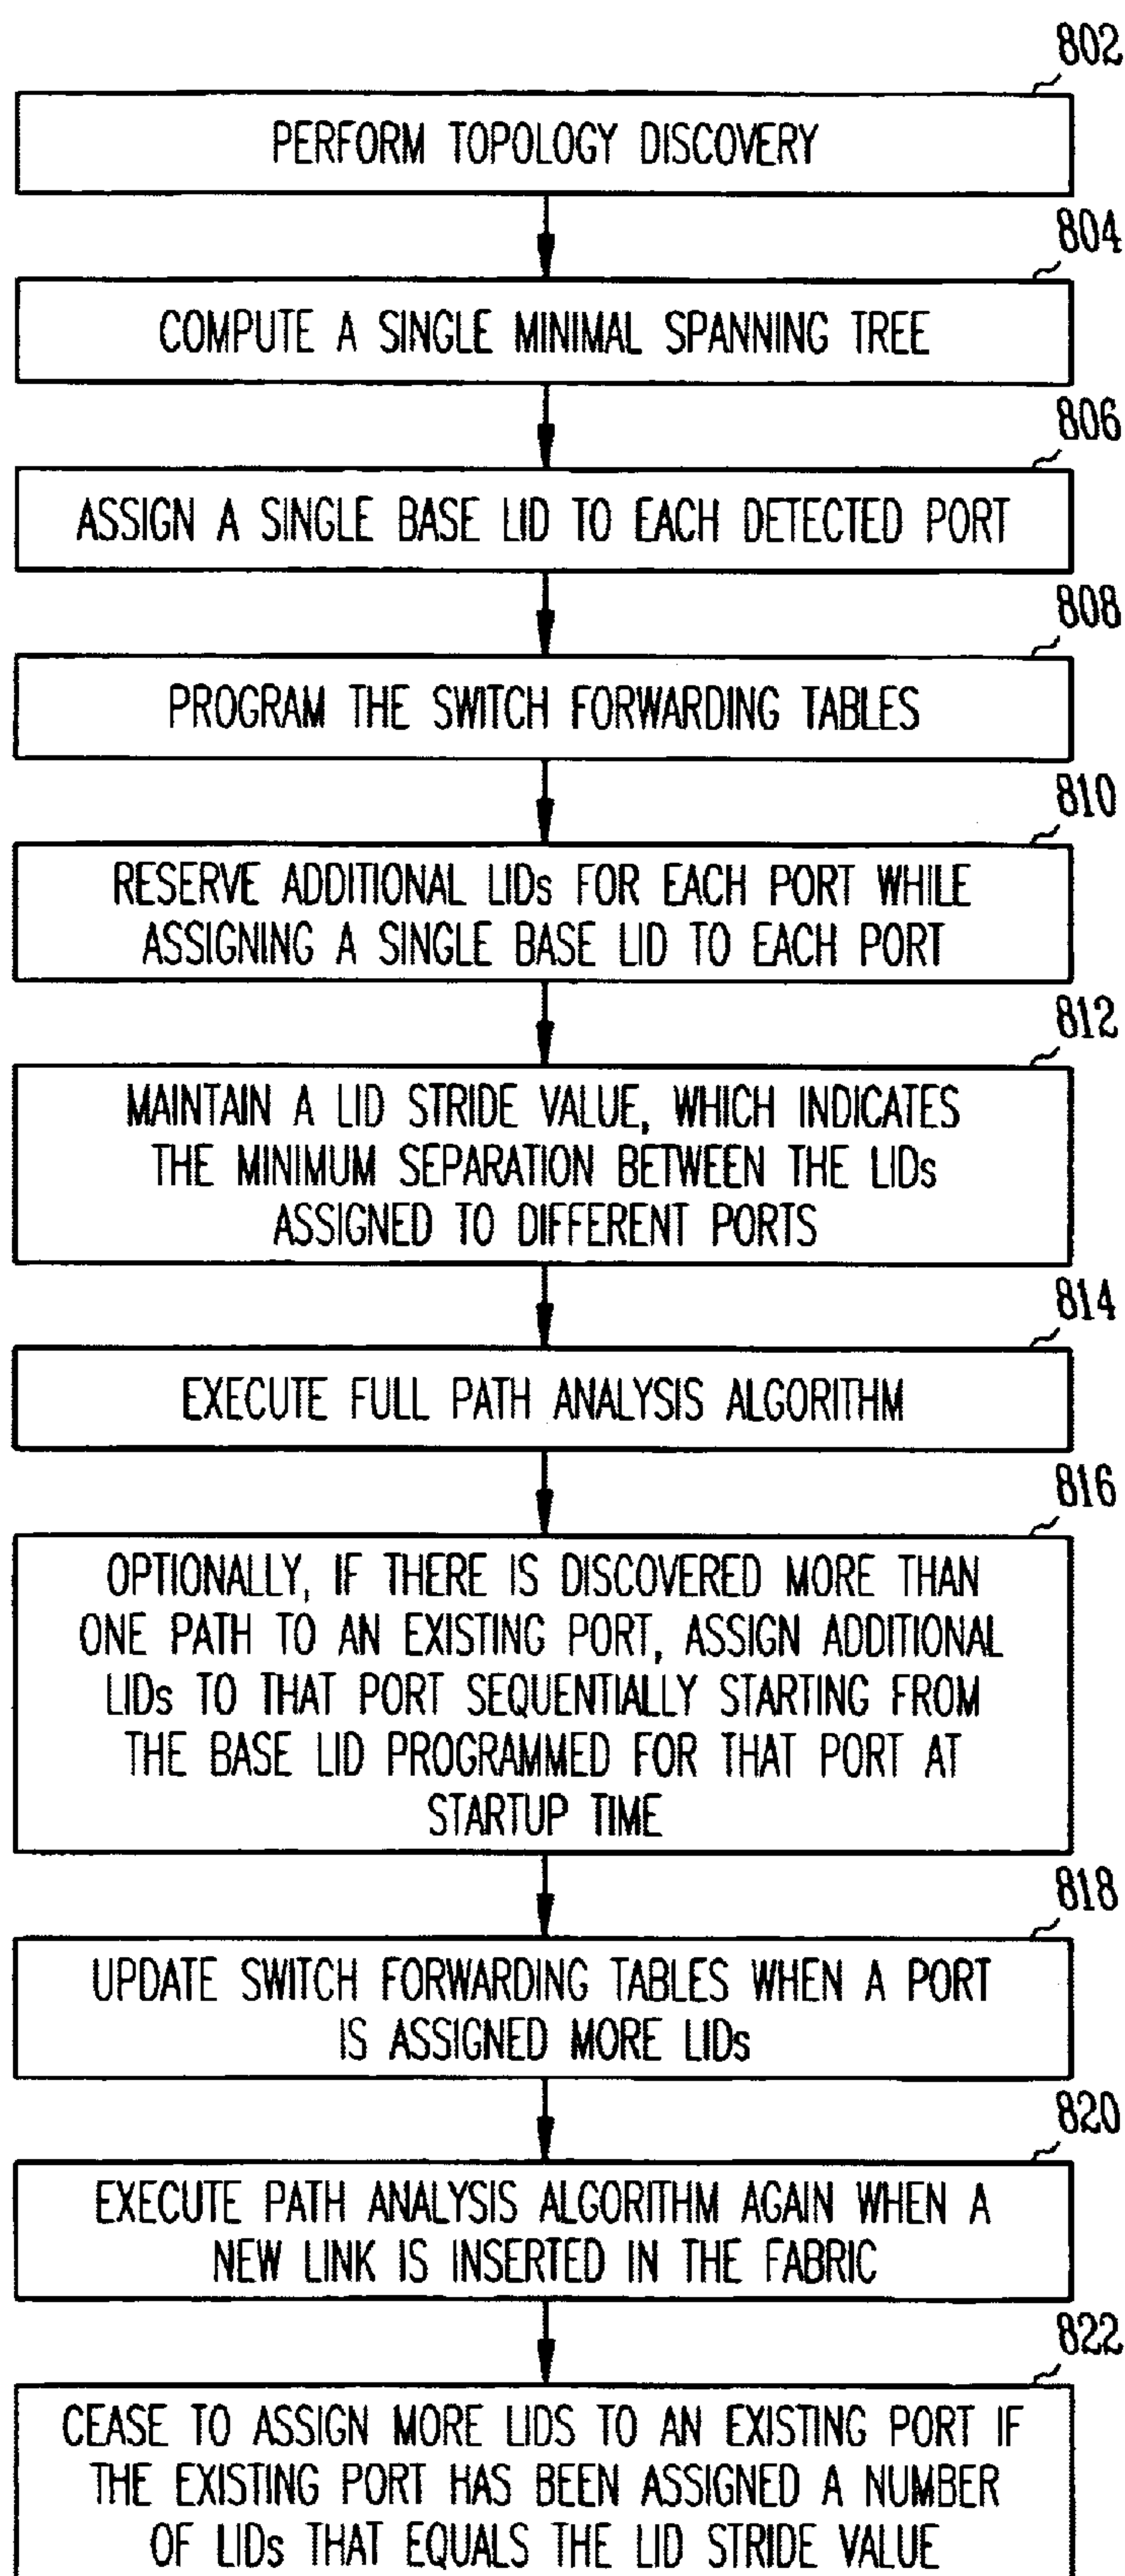 802
PERFORM TOPOLOGY DISCOVERY
804
COMPUTE A SINGLE MINIMAL SPANNING TREE
806
ASSIGN A SINGLE BASE LID TO EACH DETECTED PORT
808
PROGRAM THE SWITCH FORWARDING TABLES
810
RESERVE ADDITIONAL LIDs FOR EACH PORT WHILE
ASSIGNING A SINGLE BASE LID TO EACH PORT
812
MAINTAIN A LID STRIDE VALUE, WHICH INDICATES
THE MINIMUM SEPARATION BETWEEN THE LIDs
ASSIGNED TO DIFFERENT PORTS
814
EXECUTE FULL PATH ANALYSIS ALGORITHM
816
OPTIONALLY, IF THERE IS DISCOVERED MORE THAN
ONE PATH TO AN EXISTING PORT, ASSIGN ADDITIONAL
LIDs TO THAT PORT SEQUENTIALLY STARTING FROM
THE BASE LID PROGRAMMED FOR THAT PORT AT
STARTUP TIME
818
UPDATE SWITCH FORWARDING TABLES WHEN A PORT
IS ASSIGNED MORE LIDs
820
EXECUTE PATH ANALYSIS ALGORITHM AGAIN WHEN A
NEW LINK IS INSERTED IN THE FABRIC
822
CEASE TO ASSIGN MORE LIDS TO AN EXISTING PORT IF
THE EXISTING PORT HAS BEEN ASSIGNED A NUMBER
OF LIDs THAT EQUALS THE LID STRIDE VALUE